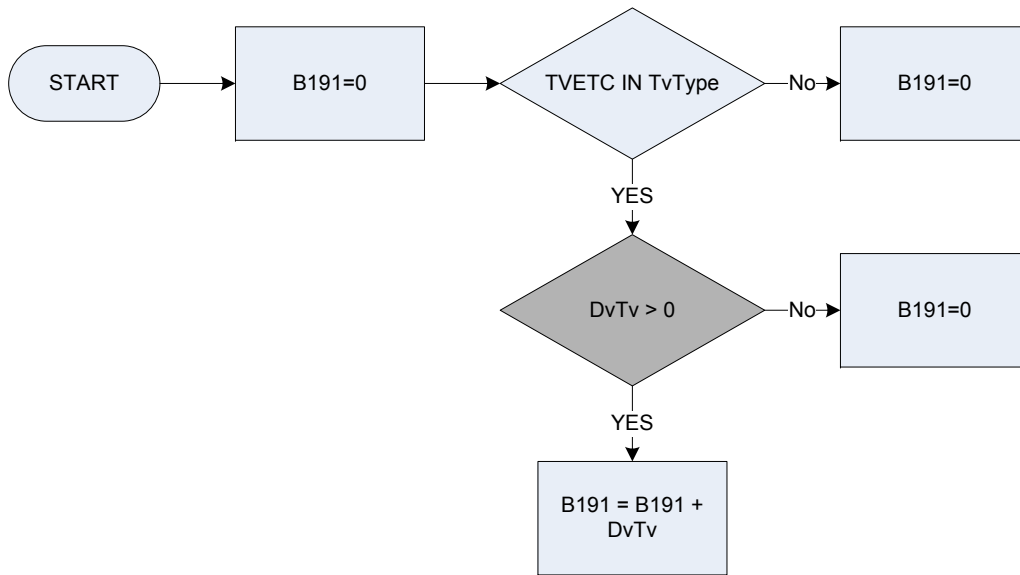 START
B191=0
TVETC IN TvType
No
B191=0
YES
DvTv > 0
No
B191=0
YES
B191 = B191 +
DvTv